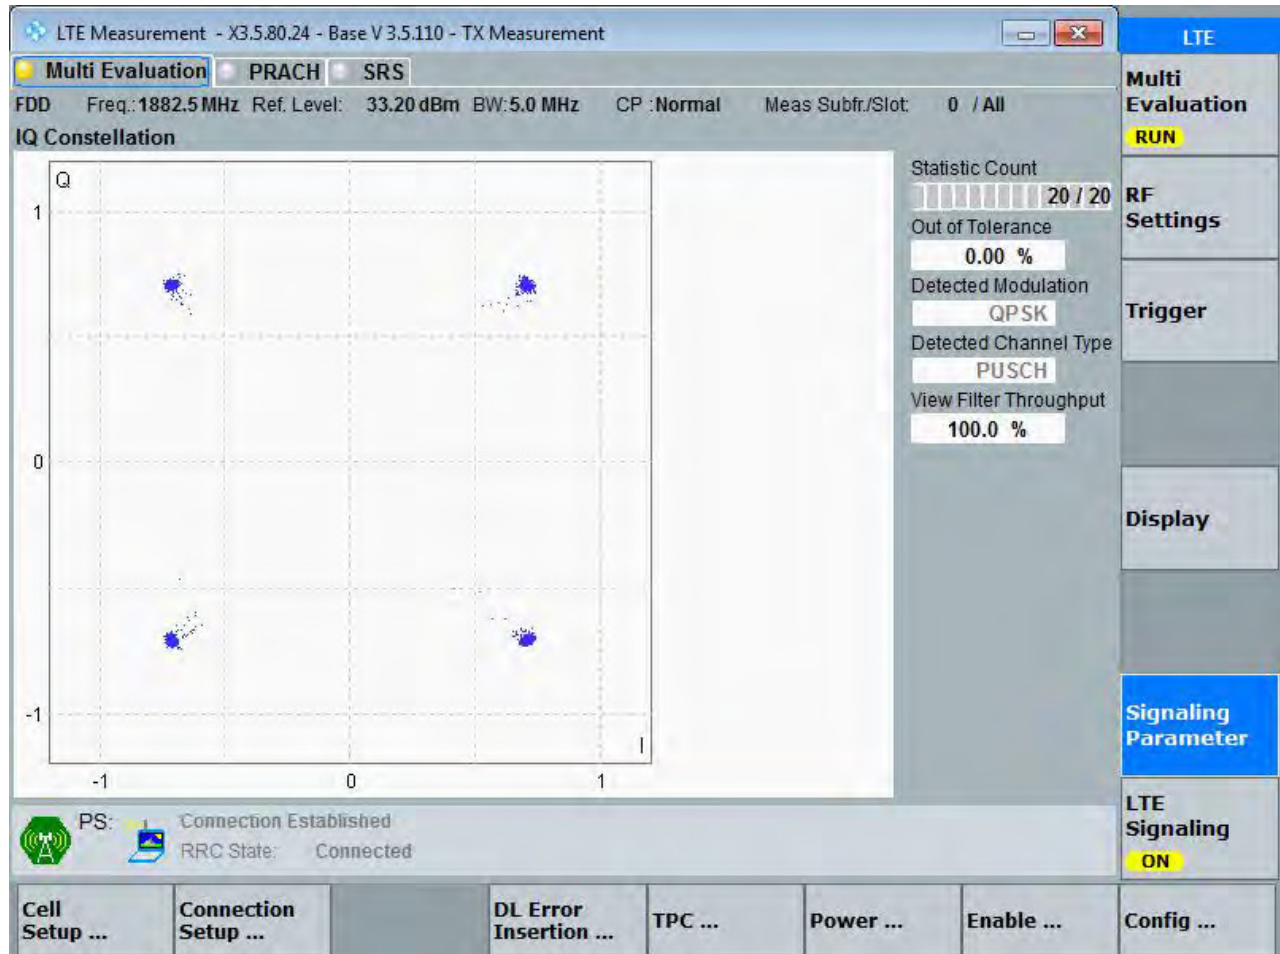 LTE Measurement - X3.5.80.24 - Base V 3.5.110 - TX Measurement
LTE
Multi Evaluation PRACH SRS
FDD Freq.: 1882.5 MHz Ref. Level: 33.20 dBm BW: 5.0 MHz CP : Normal Meas Subfr./Slot: 0 / All
IQ Constellation
Q
1
0
-1
I
-1 0 1
Statistic Count
20 / 20
Out of Tolerance
0.00 %
Detected Modulation
QPSK
Detected Channel Type
PUSCH
View Filter Throughput
100.0 %
Multi
Evaluation
RUN
RF
Settings
Trigger
Display
Signaling
Parameter
LTE
Signaling
ON
PS: Connection Established
RRC State: Connected
Cell
Setup ...
Connection
Setup ...
DL Error
Insertion ...
TPC ...
Power ...
Enable ...
Config ...